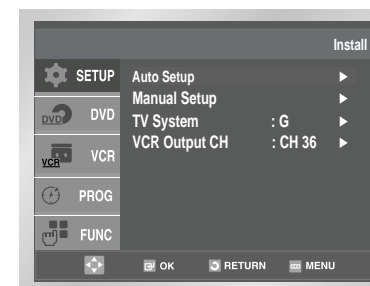 Install
SETUP
DVD
DVD
VCR
VCR
PROG
FUNC
Auto Setup ►
Manual Setup ►
TV System : G ►
VCR Output CH : CH 36 ►
OK RETURN MENU